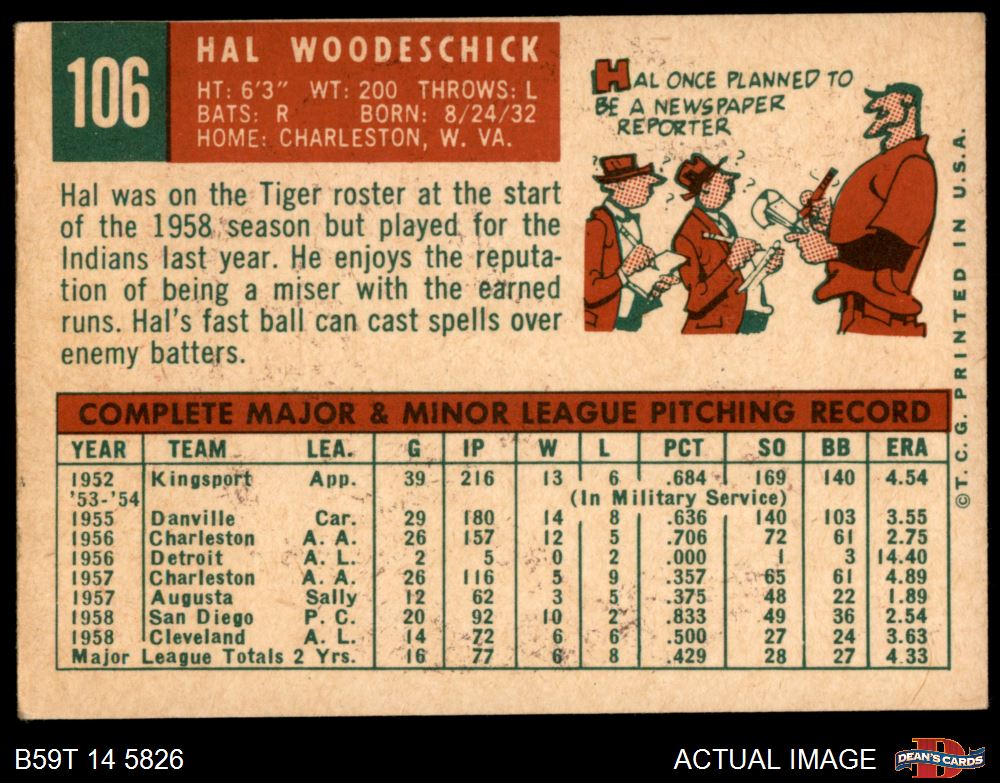 106
HAL WOODESCHICK
HT: 6'3" WT: 200 THROWS: L
BATS: R BORN: 8/24/32
HOME: CHARLESTON, W. VA.
HAL ONCE PLANNED TO
BE A NEWSPAPER
REPORTER
? ? ? ? ? ?
Hal was on the Tiger roster at the start
of the 1958 season but played for the
Indians last year. He enjoys the reputa-
tion of being a miser with the earned
runs. Hal's fast ball can cast spells over
enemy batters.
©T.C.G. PRINTED IN U.S.A.
COMPLETE MAJOR & MINOR LEAGUE PITCHING RECORD
YEAR TEAM LEA. G IP W L PCT SO BB ERA
1952 Kingsport App. 39 216 13 6 .684 169 140 4.54
'53-'54 (In Military Service)
1955 Danville Car. 29 180 14 8 .636 140 103 3.55
1956 Charleston A. A. 26 157 12 5 .706 72 61 2.75
1956 Detroit A. L. 2 5 0 2 .000 1 3 14.40
1957 Charleston A. A. 26 116 5 9 .357 65 61 4.89
1957 Augusta Sally 12 62 3 5 .375 48 22 1.89
1958 San Diego P. C. 20 92 10 2 .833 49 36 2.54
1958 Cleveland A. L. 14 72 6 6 .500 27 24 3.63
Major League Totals 2 Yrs. 16 77 6 8 .429 28 27 4.33
B59T 14 5826
ACTUAL IMAGE
D
DEAN'S CARDS